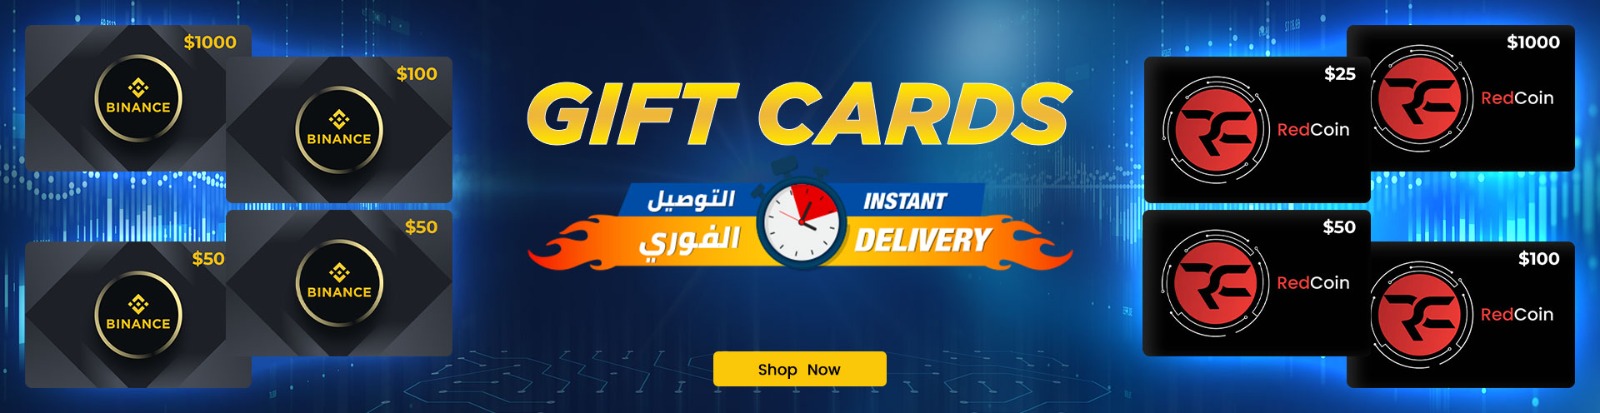 $1000
BINANCE
$100
BINANCE
$50
BINANCE
$50
BINANCE
GIFT CARDS
التوصيل
الفوري
INSTANT
DELIVERY
Shop Now
$25
RedCoin
$1000
RedCoin
$50
RedCoin
$100
RedCoin